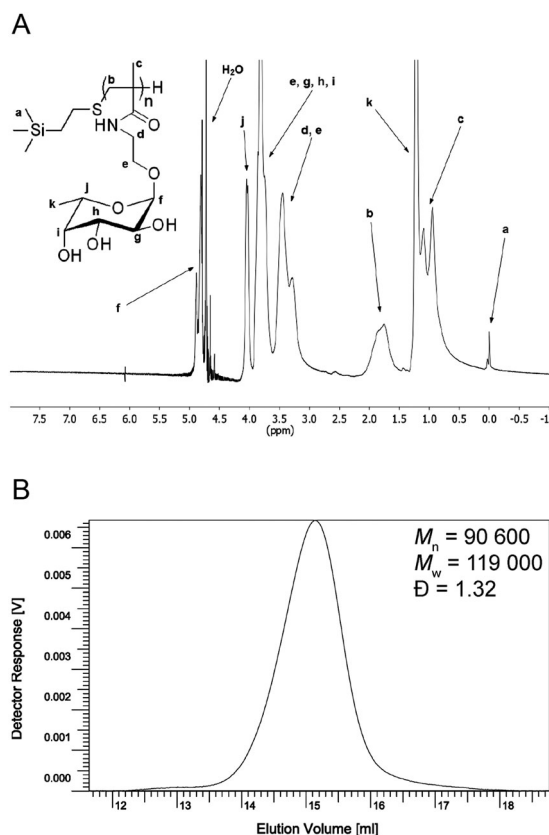 A
b
c
H
n
a
S
Si
HN
O
d
e
O
j
k
O
f
h
i
g
OH
OH
OH
H₂O
e, g, h, i
j
d, e
k
c
b
a
f
7.5 7.0 6.5 6.0 5.5 5.0 4.5 4.0 3.5 3.0 2.5 2.0 1.5 1.0 0.5 0.0 -0.5 -1.0
(ppm)
B
Mn = 90 600
Mw = 119 000
Đ = 1.32
Detector Response [V]
0.006
0.005
0.004
0.003
0.002
0.001
0.000
12 13 14 15 16 17 18
Elution Volume [ml]